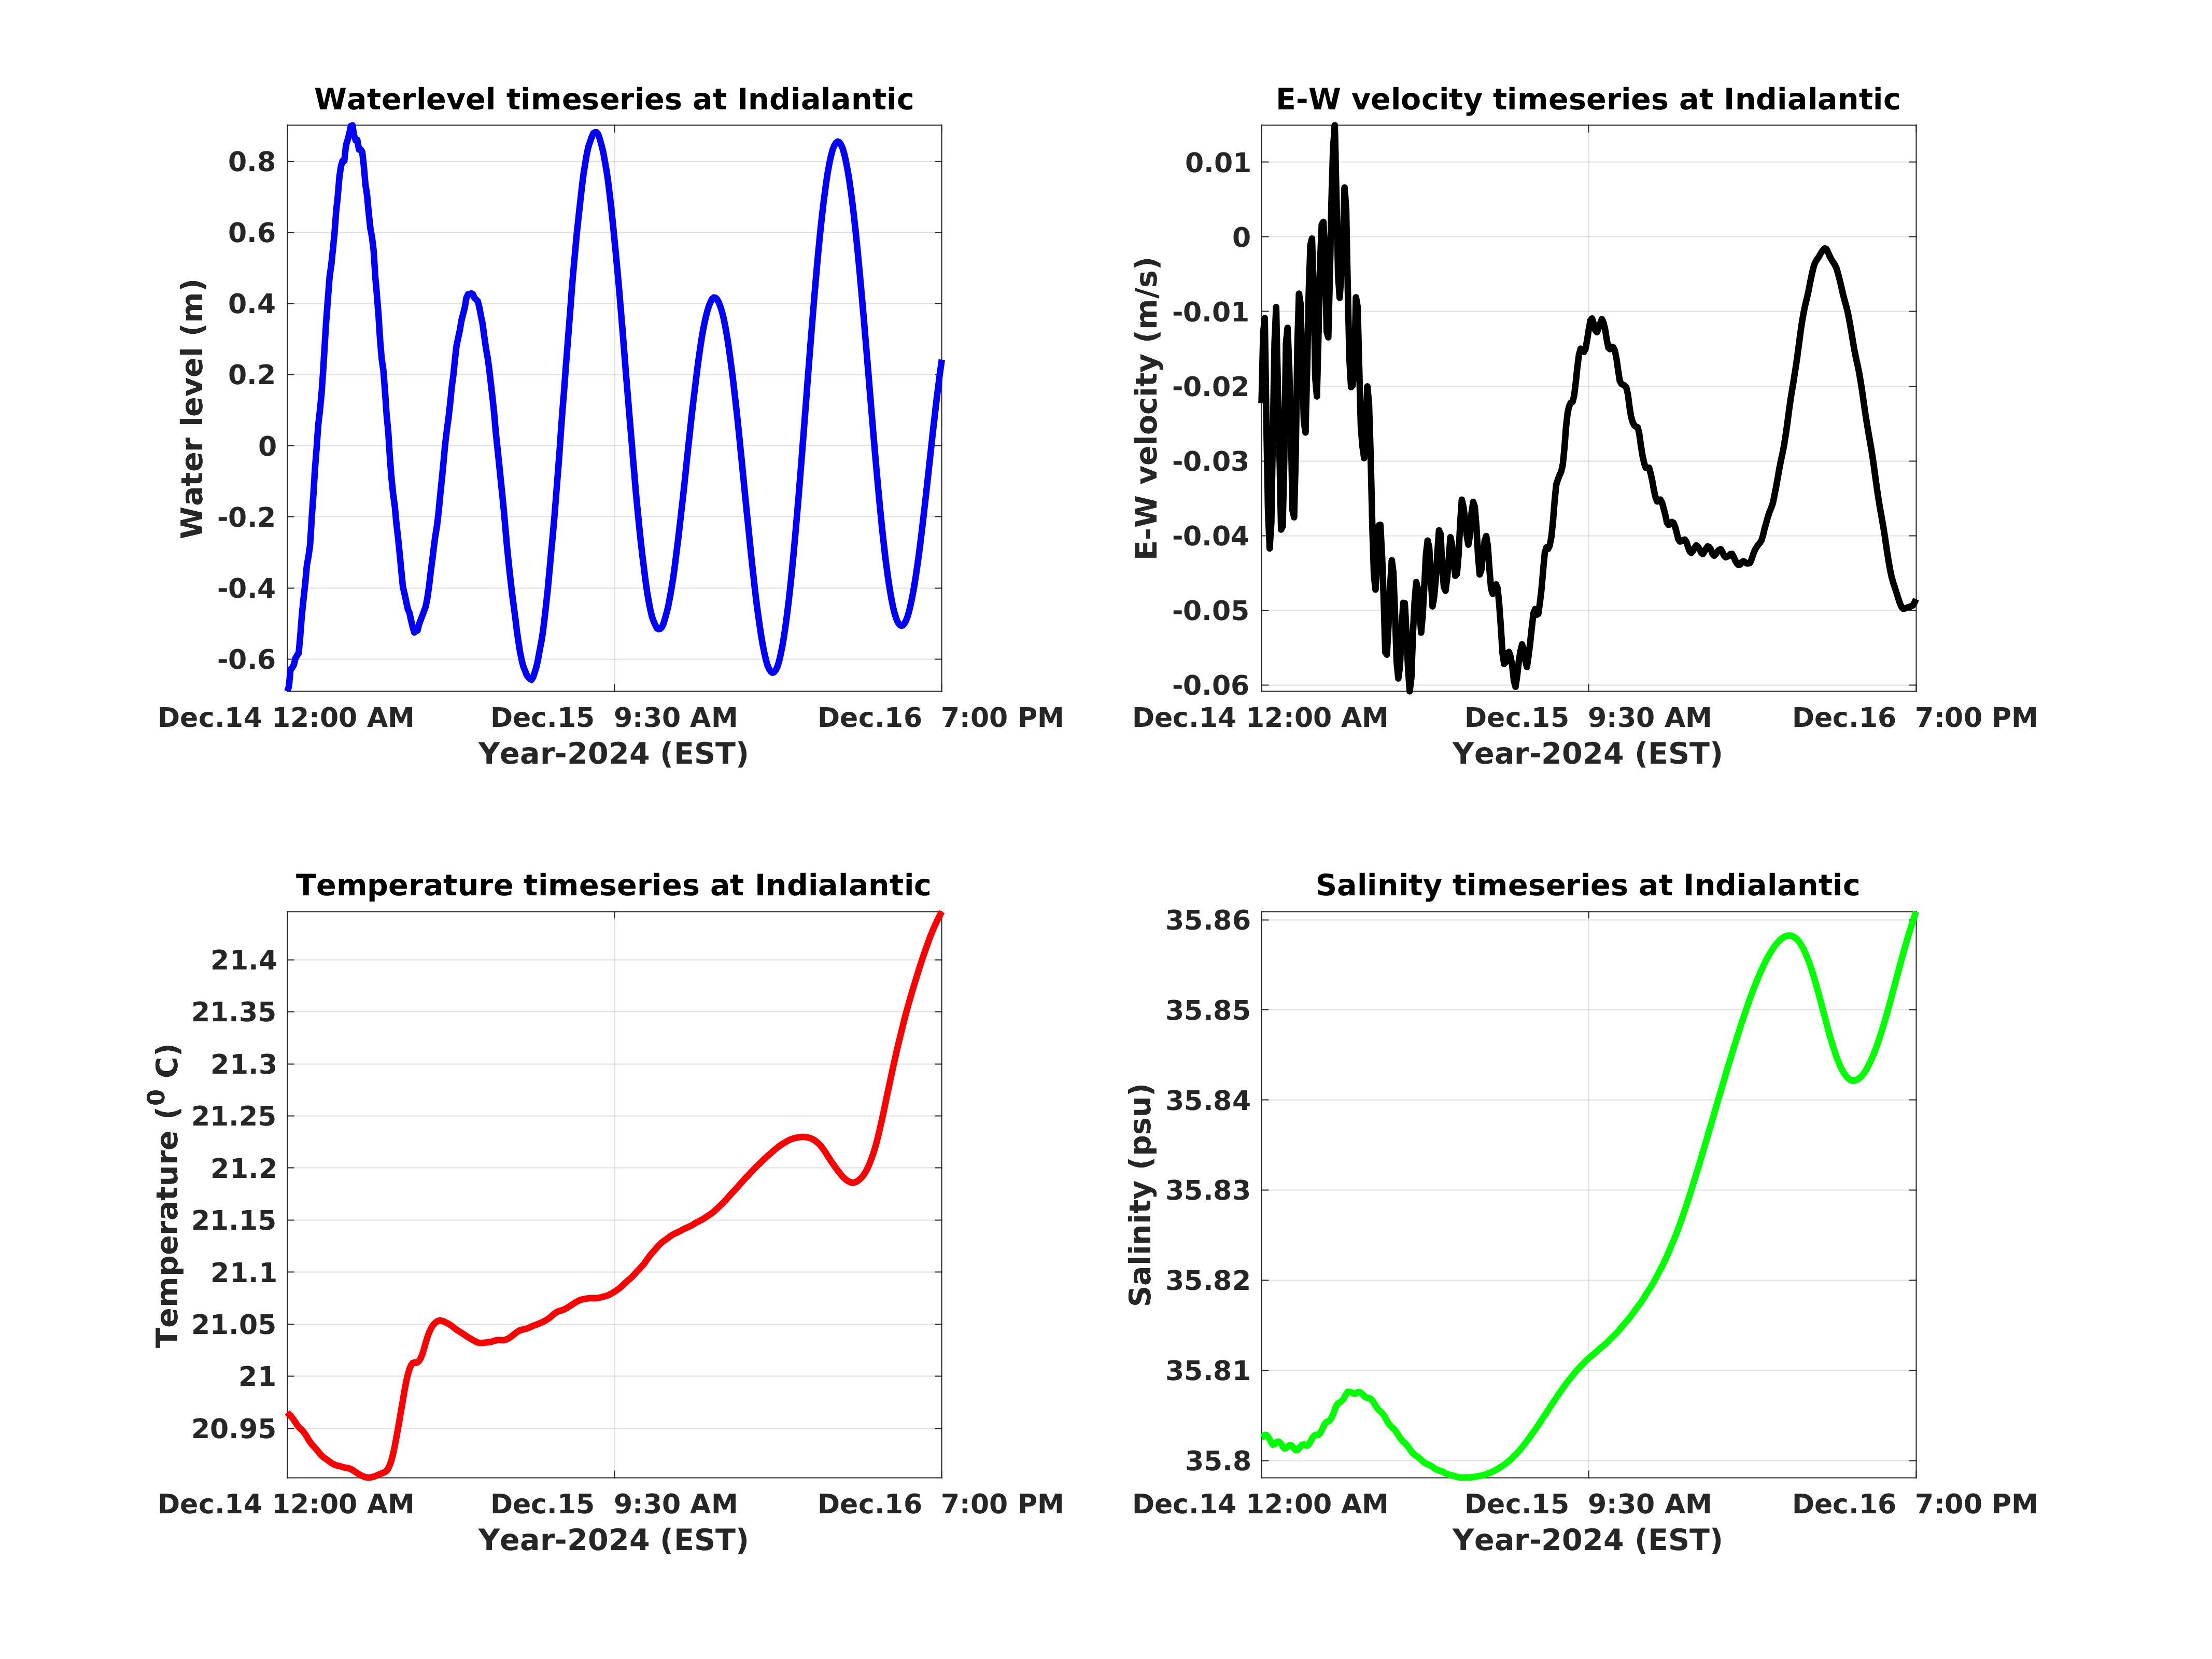 Waterlevel timeseries at Indialantic
Water level (m)
0.8
0.6
0.4
0.2
0
-0.2
-0.4
-0.6
Dec.14 12:00 AM Dec.15 9:30 AM Dec.16 7:00 PM
Year-2024 (EST)
E-W velocity timeseries at Indialantic
E-W velocity (m/s)
0.01
0
-0.01
-0.02
-0.03
-0.04
-0.05
-0.06
Dec.14 12:00 AM Dec.15 9:30 AM Dec.16 7:00 PM
Year-2024 (EST)
Temperature timeseries at Indialantic
Temperature (⁰ C)
21.4
21.35
21.3
21.25
21.2
21.15
21.1
21.05
21
20.95
Dec.14 12:00 AM Dec.15 9:30 AM Dec.16 7:00 PM
Year-2024 (EST)
Salinity timeseries at Indialantic
Salinity (psu)
35.86
35.85
35.84
35.83
35.82
35.81
35.8
Dec.14 12:00 AM Dec.15 9:30 AM Dec.16 7:00 PM
Year-2024 (EST)